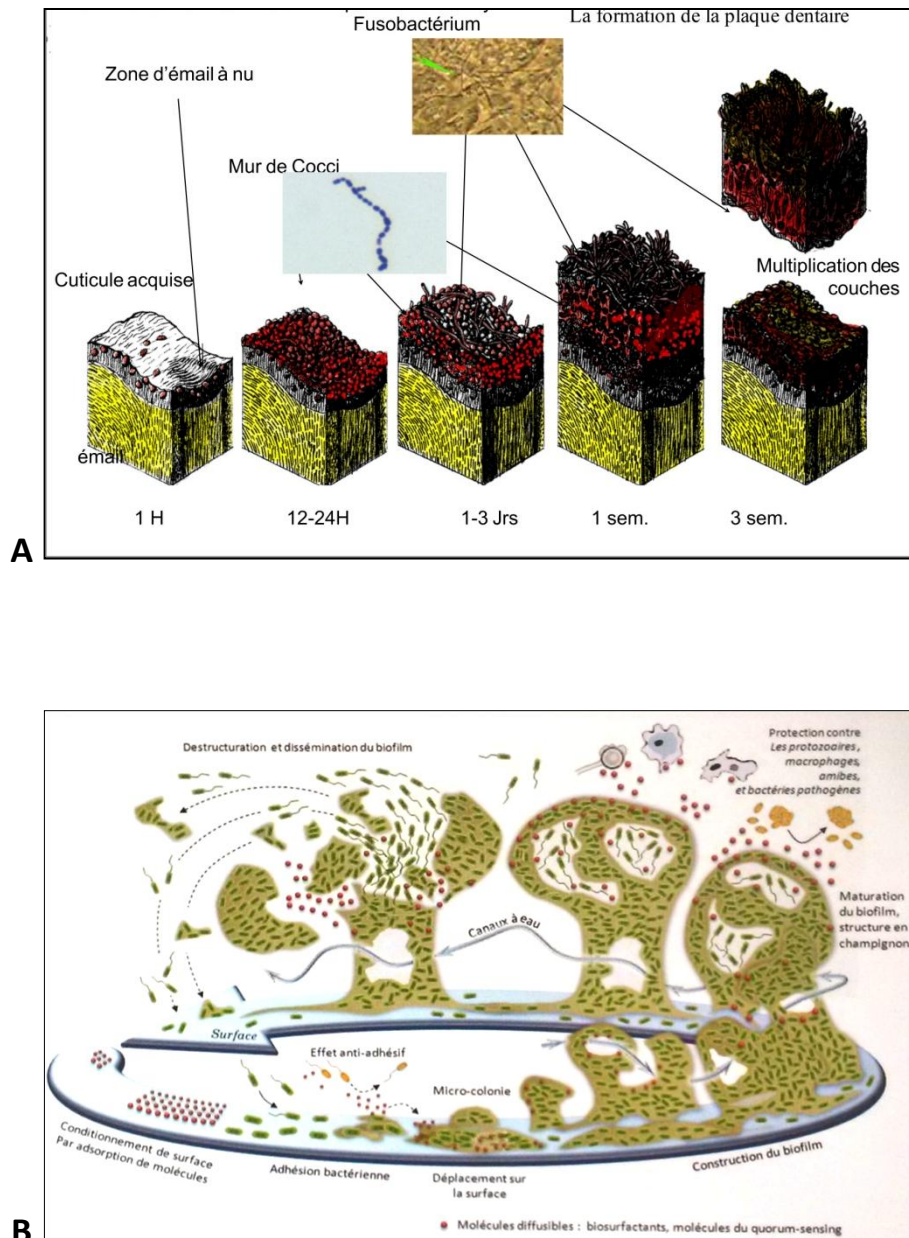 La formation de la plaque dentaire
Fusobactérium
Zone d'émail à nu
Mur de Cocci
Cuticule acquise
Multiplication des
couches
émail
1 H
12-24H
1-3 Jrs
1 sem.
3 sem.
A
Destructuration et dissémination du biofilm
Protection contre
Les protozoaires,
macrophages,
amibes,
et bactéries pathogènes
Maturation
du biofilm,
structure en
champignon
Canaux à eau
Surface
Effet anti-adhésif
Micro-colonie
Conditionnement de surface
Par adsorption de molécules
Adhésion bactérienne
Déplacement sur
la surface
Construction du biofilm
Molécules diffusibles : biosurfactants, molécules du quorum-sensing
B